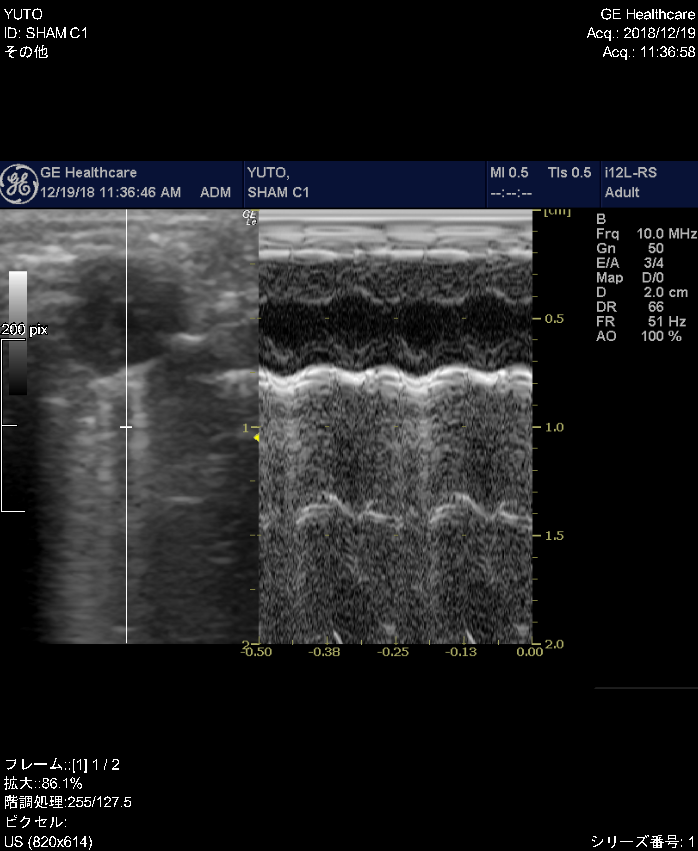 YUTO
ID: SHAM C1
その他
GE Healthcare
Acq.: 2018/12/19
Acq.: 11:36:58
GE Healthcare
12/19/18 11:36:46 AM ADM
YUTO,
SHAM C1
MI 0.5 TIs 0.5
--:--:--
i12L-RS
Adult
B
Frq 10.0 MHz
Gn 50
E/A 3/4
Map D/0
D 2.0 cm
DR 66
FR 51 Hz
AO 100 %
200 pix
0.5
1
1.0
1.5
2
2.0
-0.50 -0.38 -0.25 -0.13 0.00
フレーム::[1] 1 / 2
拡大::86.1%
階調処理:255/127.5
ピクセル:
US (820x614)
シリーズ番号: 1